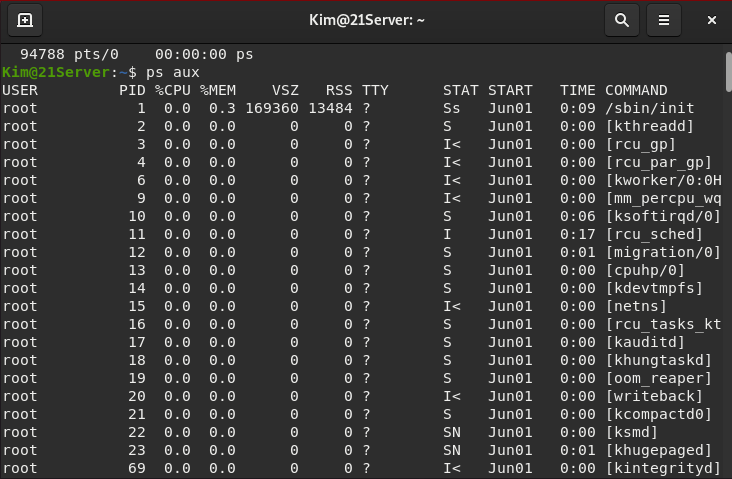 Kim@21Server: ~
94788 pts/0    00:00:00 ps
Kim@21Server:~$ ps aux
USER         PID %CPU %MEM    VSZ   RSS TTY      STAT START   TIME COMMAND
root           1  0.0  0.3 169360 13484 ?        Ss   Jun01   0:09 /sbin/init
root           2  0.0  0.0      0     0 ?        S    Jun01   0:00 [kthreadd]
root           3  0.0  0.0      0     0 ?        I<   Jun01   0:00 [rcu_gp]
root           4  0.0  0.0      0     0 ?        I<   Jun01   0:00 [rcu_par_gp]
root           6  0.0  0.0      0     0 ?        I<   Jun01   0:00 [kworker/0:0H
root           9  0.0  0.0      0     0 ?        I<   Jun01   0:00 [mm_percpu_wq
root          10  0.0  0.0      0     0 ?        S    Jun01   0:06 [ksoftirqd/0]
root          11  0.0  0.0      0     0 ?        I    Jun01   0:17 [rcu_sched]
root          12  0.0  0.0      0     0 ?        S    Jun01   0:01 [migration/0]
root          13  0.0  0.0      0     0 ?        S    Jun01   0:00 [cpuhp/0]
root          14  0.0  0.0      0     0 ?        S    Jun01   0:00 [kdevtmpfs]
root          15  0.0  0.0      0     0 ?        I<   Jun01   0:00 [netns]
root          16  0.0  0.0      0     0 ?        S    Jun01   0:00 [rcu_tasks_kt
root          17  0.0  0.0      0     0 ?        S    Jun01   0:00 [kauditd]
root          18  0.0  0.0      0     0 ?        S    Jun01   0:00 [khungtaskd]
root          19  0.0  0.0      0     0 ?        S    Jun01   0:00 [oom_reaper]
root          20  0.0  0.0      0     0 ?        I<   Jun01   0:00 [writeback]
root          21  0.0  0.0      0     0 ?        S    Jun01   0:00 [kcompactd0]
root          22  0.0  0.0      0     0 ?        SN   Jun01   0:00 [ksmd]
root          23  0.0  0.0      0     0 ?        SN   Jun01   0:01 [khugepaged]
root          69  0.0  0.0      0     0 ?        I<   Jun01   0:00 [kintegrityd]